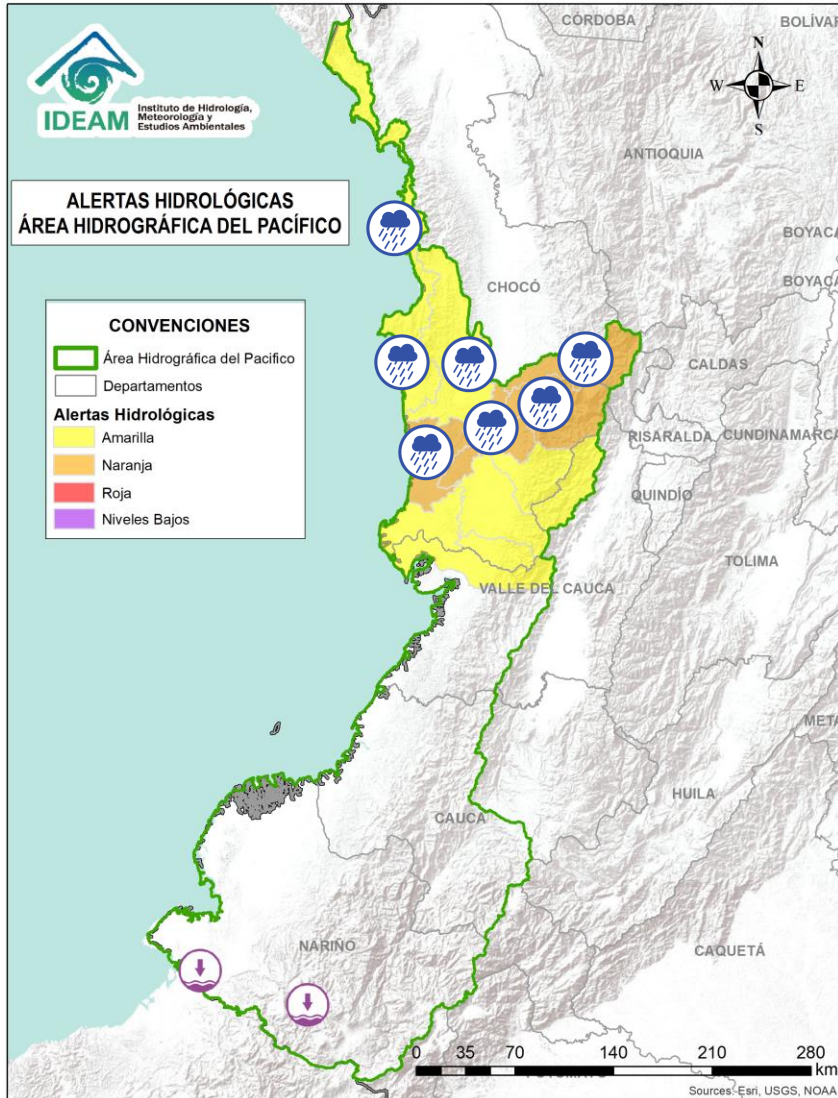 CÓRDOBA
BOLÍVAR
IDEAM
Instituto de Hidrología,
Meteorología y
Estudios Ambientales
N
W
E
S
ANTIOQUIA
ALERTAS HIDROLÓGICAS
ÁREA HIDROGRÁFICA DEL PACÍFICO
BOYACÁ
BOYACÁ
CHOCÓ
CONVENCIONES
Área Hidrográfica del Pacifico
Departamentos
Alertas Hidrológicas
Amarilla
Naranja
Roja
Niveles Bajos
CALDAS
RISARALDA
CUNDINAMARCA
QUINDÍO
TOLIMA
VALLE DEL CAUCA
META
HUILA
CAUCA
NARIÑO
CAQUETÁ
0 35 70 140 210 280
km
Sources: Esri, USGS, NOAA